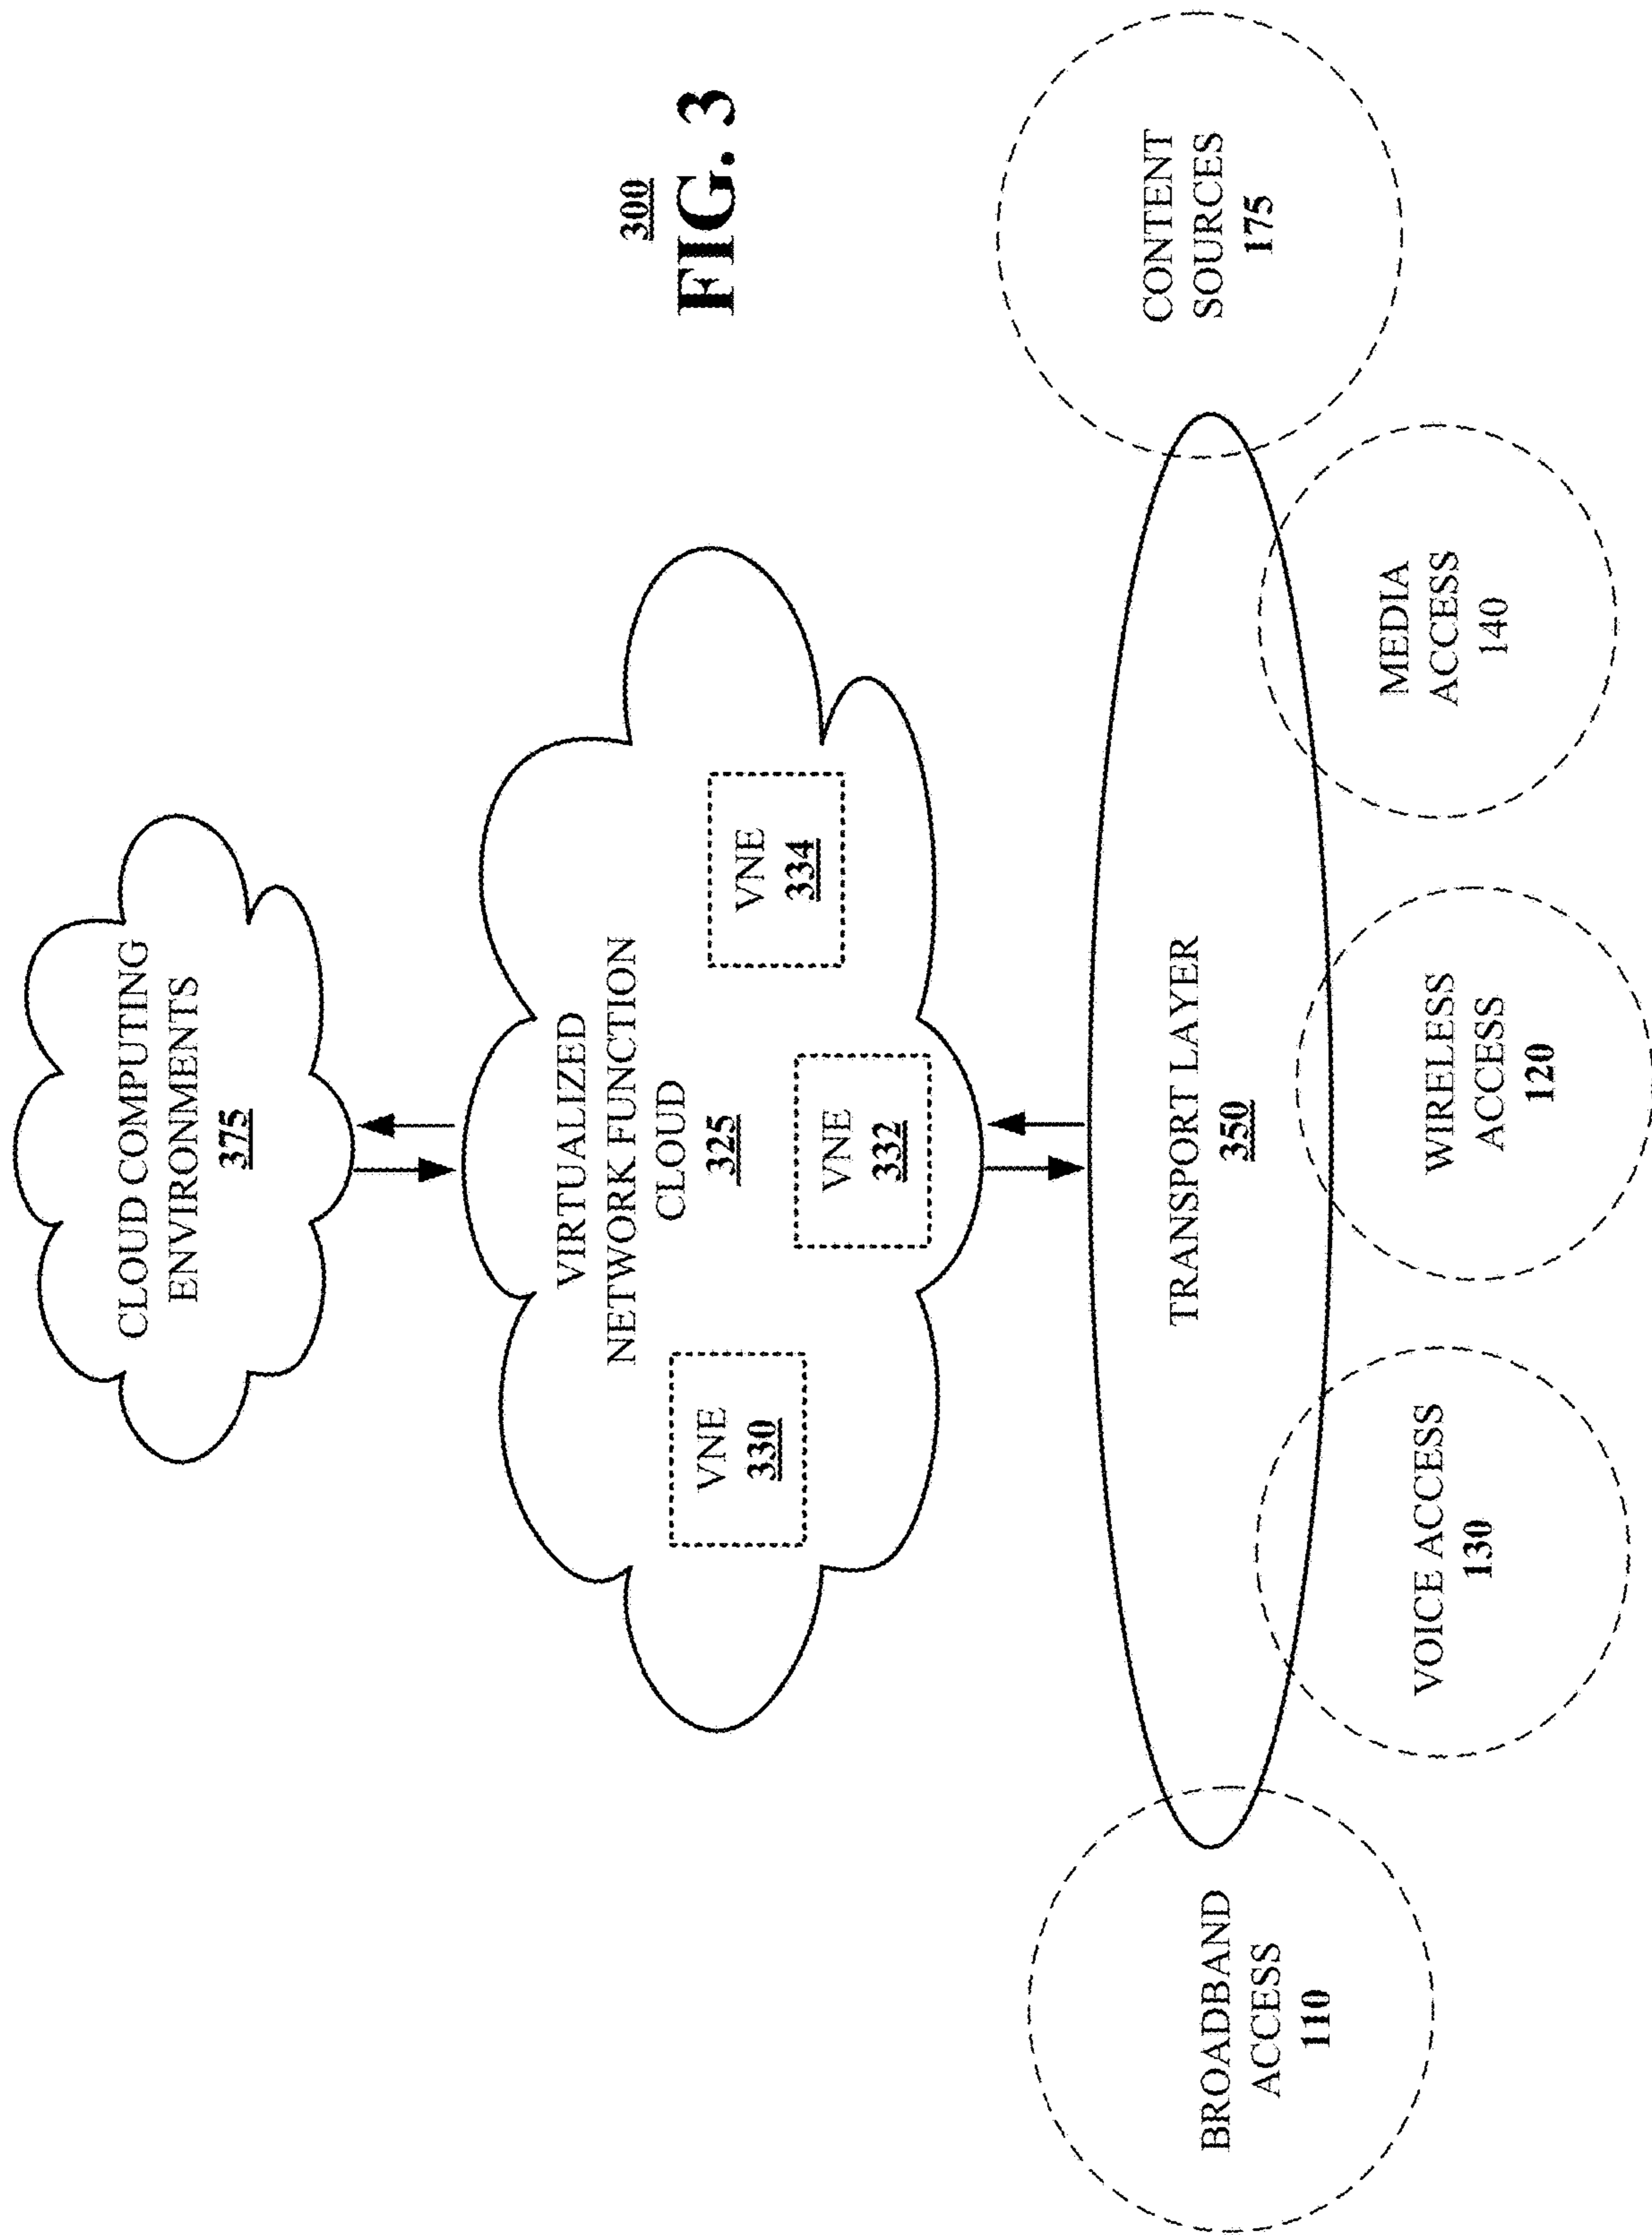 CLOUD COMPUTING
ENVIRONMENTS
375
VIRTUALIZED
NETWORK FUNCTION
CLOUD
325
VNE
330
VNE
332
VNE
334
300
FIG. 3
TRANSPORT LAYER
350
BROADBAND
ACCESS
110
VOICE ACCESS
130
WIRELESS
ACCESS
120
MEDIA
ACCESS
140
CONTENT
SOURCES
175